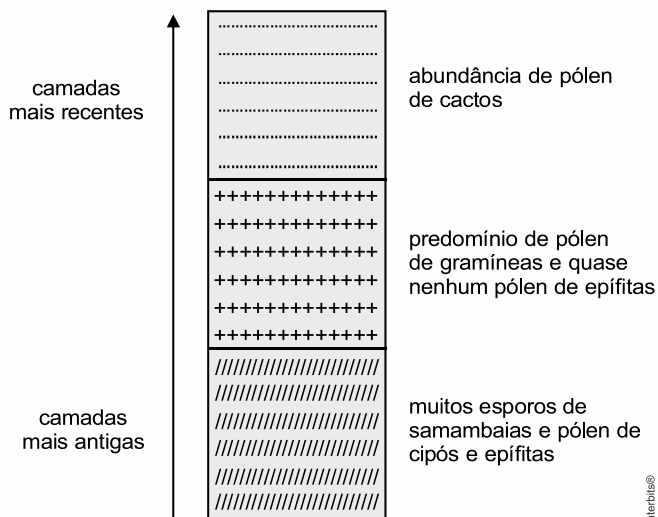 camadas
mais recentes
abundância de pólen
de cactos
predomínio de pólen
de gramíneas e quase
nenhum pólen de epífitas
camadas
mais antigas
muitos esporos de
samambaias e pólen de
cipós e epífitas
nterbits®